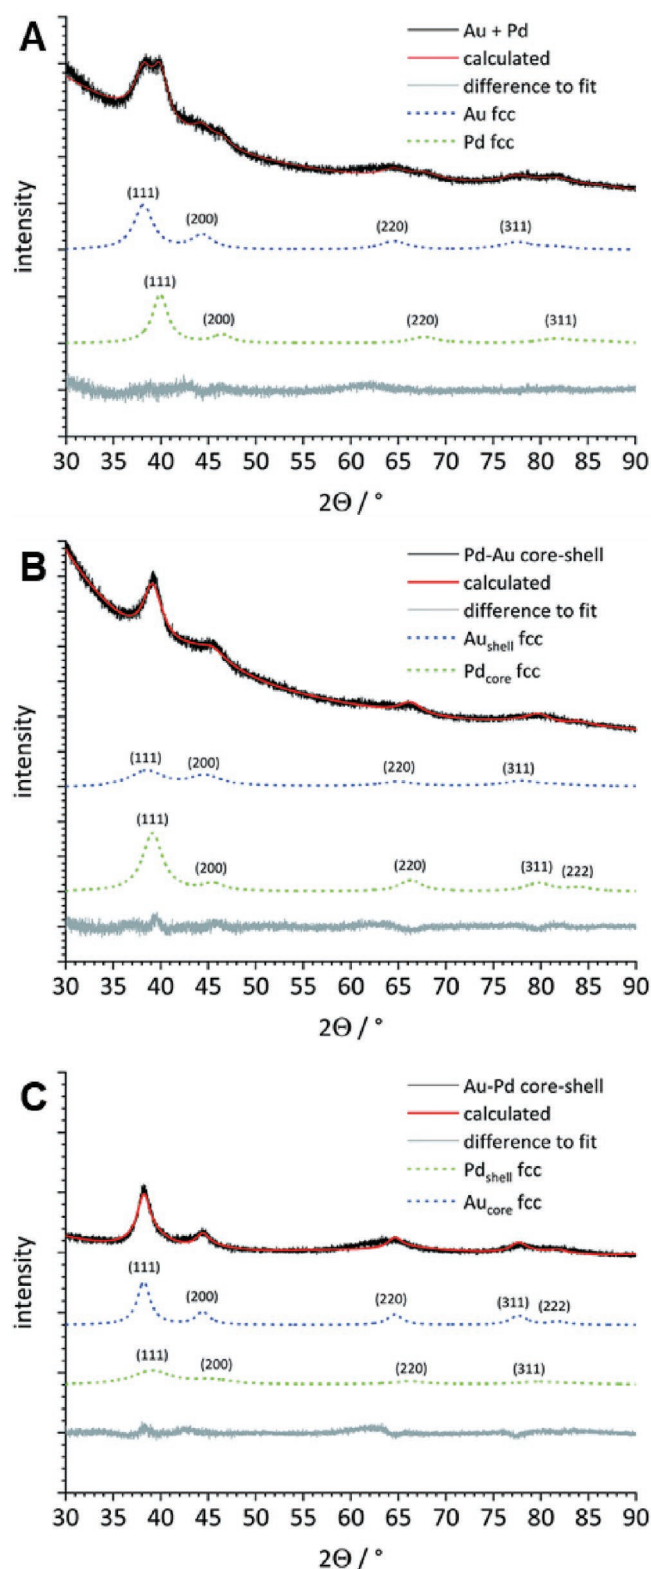 A
Au + Pd
calculated
difference to fit
Au fcc
Pd fcc
(111)
(200)
(220)
(311)
(111)
(200)
(220)
(311)
intensity
30 35 40 45 50 55 60 65 70 75 80 85 90
2Θ / °
B
Pd-Au core-shell
calculated
difference to fit
Au_shell fcc
Pd_core fcc
(111)
(200)
(220)
(311)
(111)
(200)
(220)
(311)
(222)
intensity
30 35 40 45 50 55 60 65 70 75 80 85 90
2Θ / °
C
Au-Pd core-shell
calculated
difference to fit
Pd_shell fcc
Au_core fcc
(111)
(200)
(220)
(311)
(222)
(111)
(200)
(220)
(311)
intensity
30 35 40 45 50 55 60 65 70 75 80 85 90
2Θ / °